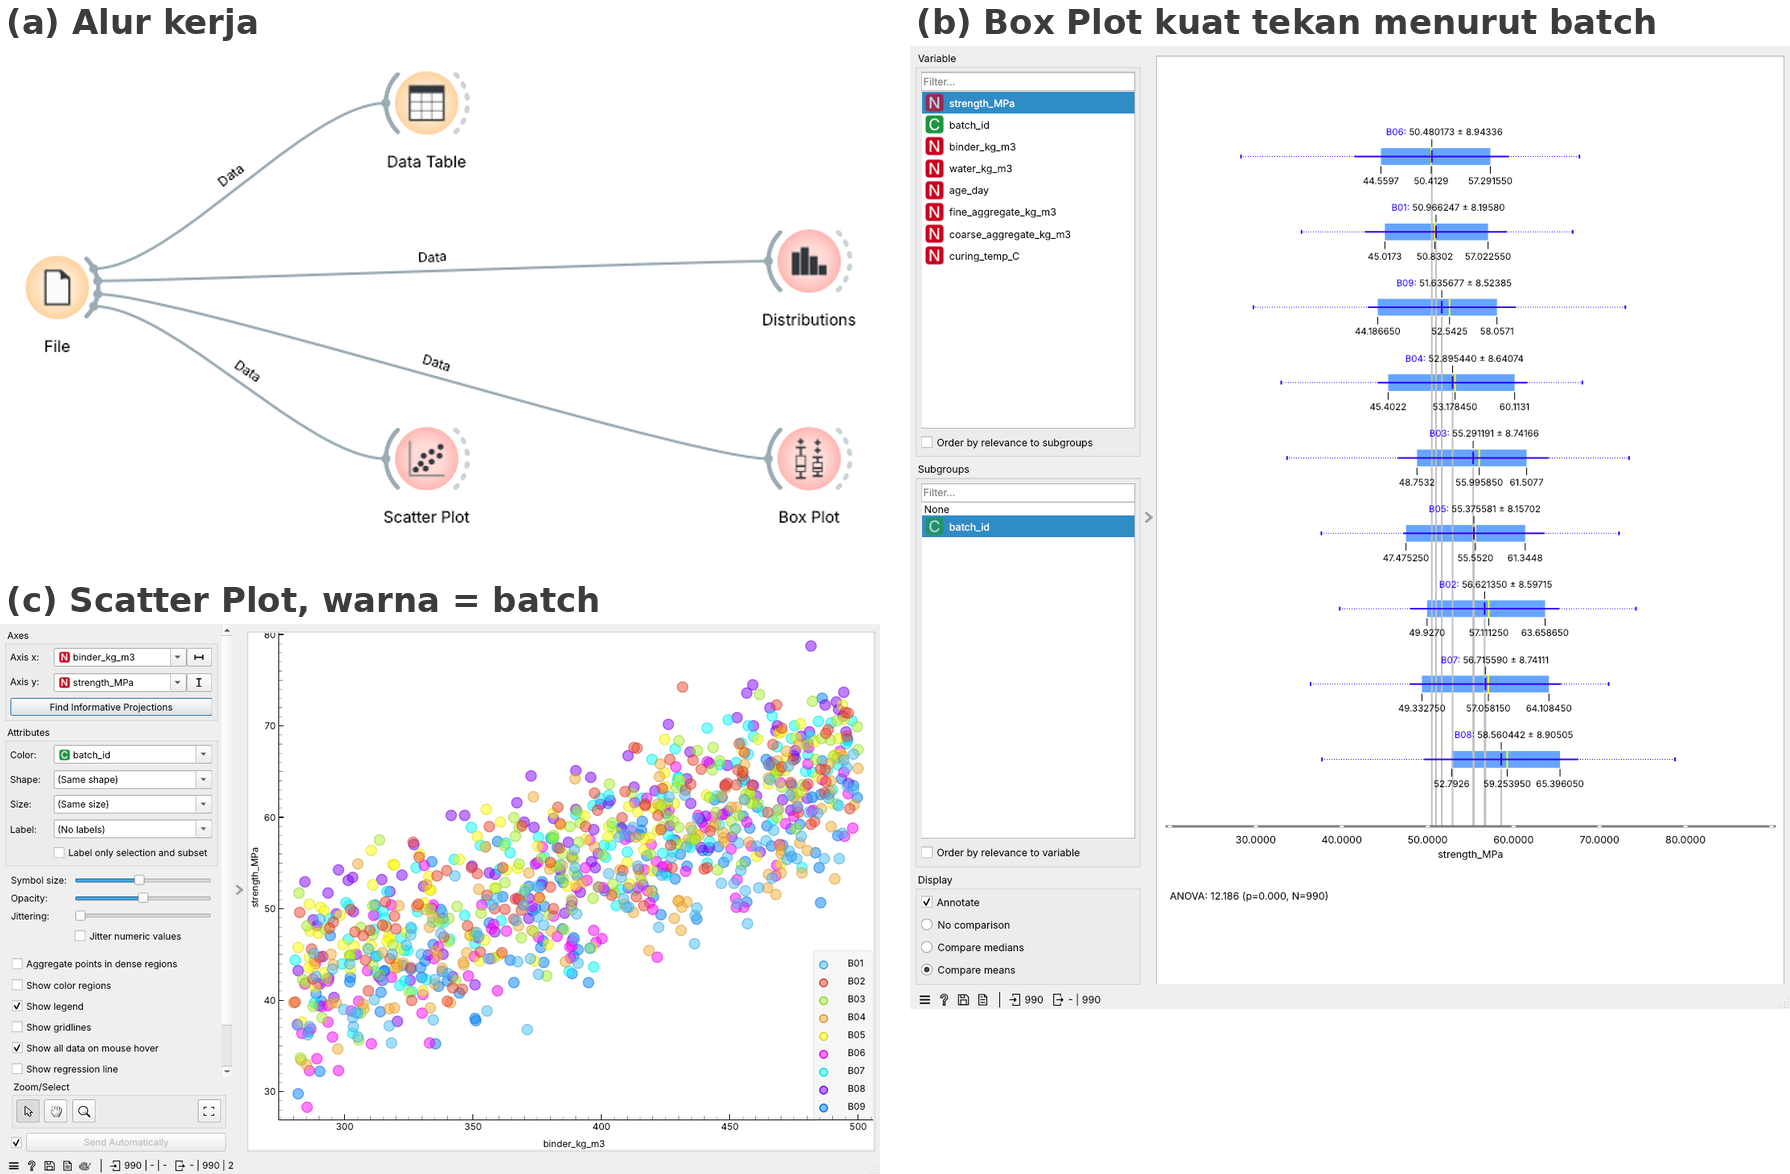 (a) Alur kerja
Data Table
Data
Data
Distributions
File
Data
Data
Scatter Plot
Box Plot
(b) Box Plot kuat tekan menurut batch
Variable
Filter...
N strength_MPa
C batch_id
N binder_kg_m3
N water_kg_m3
N age_day
N fine_aggregate_kg_m3
N coarse_aggregate_kg_m3
N curing_temp_C
Order by relevance to subgroups
Subgroups
Filter...
None
C batch_id
Order by relevance to variable
Display
Annotate
No comparison
Compare medians
Compare means
990 - | 990
B06: 50.480173 ± 8.94336
44.5597 50.4129 57.291550
B01: 50.966247 ± 8.19580
45.0173 50.8302 57.022550
B09: 51.635677 ± 8.52385
44.186650 52.5425 58.0571
B04: 52.895440 ± 8.64074
45.4022 53.178450 60.1131
B03: 55.291191 ± 8.74166
48.7532 55.995850 61.5077
B05: 55.375581 ± 8.15702
47.475250 55.5520 61.3448
B02: 56.621350 ± 8.59715
49.9270 57.111250 63.658650
B07: 56.715590 ± 8.74111
49.332750 57.058150 64.108450
B08: 58.560442 ± 8.90505
52.7926 59.253950 65.396050
30.0000 40.0000 50.0000 60.0000 70.0000 80.0000
strength_MPa
ANOVA: 12.186 (p=0.000, N=990)
(c) Scatter Plot, warna = batch
Axes
Axis x: N binder_kg_m3
Axis y: N strength_MPa
Find Informative Projections
Attributes
Color: C batch_id
Shape: (Same shape)
Size: (Same size)
Label: (No labels)
Label only selection and subset
Symbol size:
Opacity:
Jittering:
Jitter numeric values
Aggregate points in dense regions
Show color regions
Show legend
Show gridlines
Show all data on mouse hover
Show regression line
Zoom/Select
Send Automatically
990 | - | - - | 990 | 2
80
70
60
50
40
30
strength_MPa
300 350 400 450 500
binder_kg_m3
B01
B02
B03
B04
B05
B06
B07
B08
B09